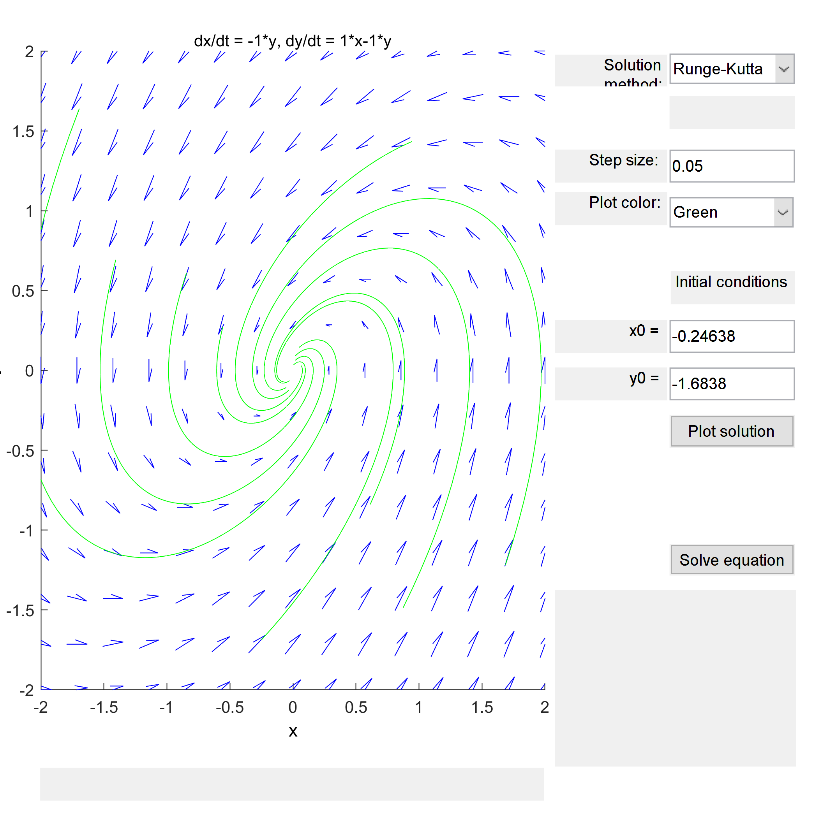 dx/dt = -1*y, dy/dt = 1*x-1*y
2
1.5
1
0.5
0
-0.5
-1
-1.5
-2
-2 -1.5 -1 -0.5 0 0.5 1 1.5 2
x
Solution
method:
Runge-Kutta
Step size:
0.05
Plot color:
Green
Initial conditions
x0 =
-0.24638
y0 =
-1.6838
Plot solution
Solve equation